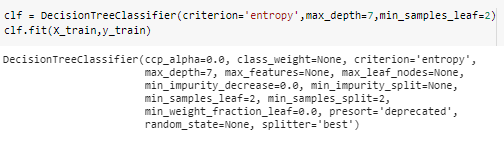 clf = DecisionTreeClassifier(criterion='entropy',max_depth=7,min_samples_leaf=2)
clf.fit(X_train,y_train)
DecisionTreeClassifier(ccp_alpha=0.0, class_weight=None, criterion='entropy',
max_depth=7, max_features=None, max_leaf_nodes=None,
min_impurity_decrease=0.0, min_impurity_split=None,
min_samples_leaf=2, min_samples_split=2,
min_weight_fraction_leaf=0.0, presort='deprecated',
random_state=None, splitter='best')